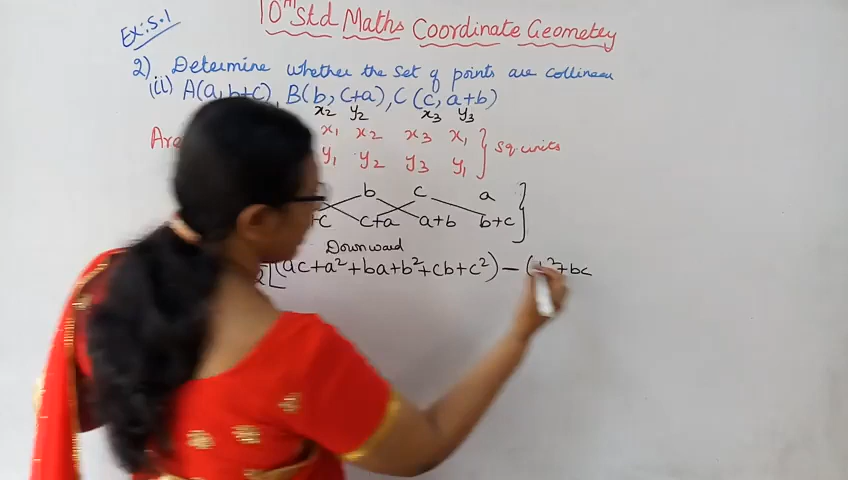 10th Std Maths Coordinate Geometry
Ex: 5.1
2) Determine whether the set of points are collinear
(ii) A(a, b+c), B(b, c+a), C (c, a+b)
x2 y2 x3 y3
x1 x2 x3 x1
y1 y2 y3 y1 } sq.units
b c a
c+a a+b b+c
Downward
[(ac+a²+ba+b²+cb+c²) - ( +bc